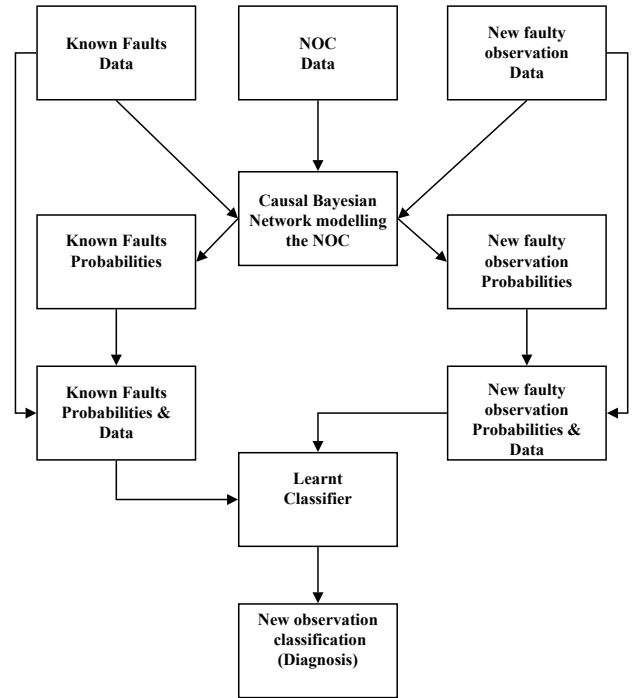 Known Faults
Data
NOC
Data
New faulty
observation
Data
Causal Bayesian
Network modelling
the NOC
Known Faults
Probabilities
New faulty
observation
Probabilities
Known Faults
Probabilities &
Data
New faulty
observation
Probabilities &
Data
Learnt
Classifier
New observation
classification
(Diagnosis)